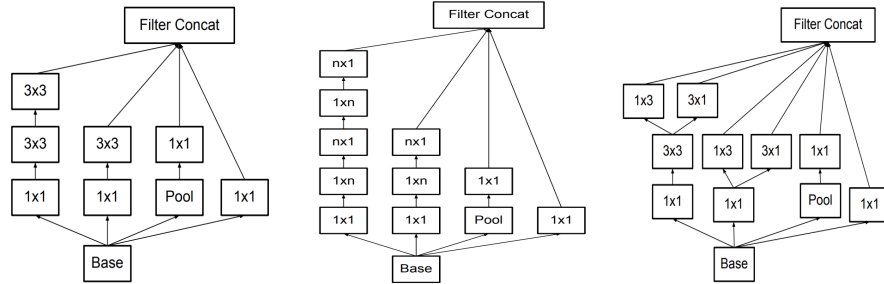 Filter Concat
3x3
3x3
3x3
1x1
1x1
1x1
Pool
1x1
Base
Filter Concat
nx1
1xn
nx1
nx1
1xn
1xn
1x1
1x1
1x1
Pool
1x1
Base
Filter Concat
1x3
3x1
3x3
1x3
3x1
1x1
1x1
1x1
Pool
1x1
Base